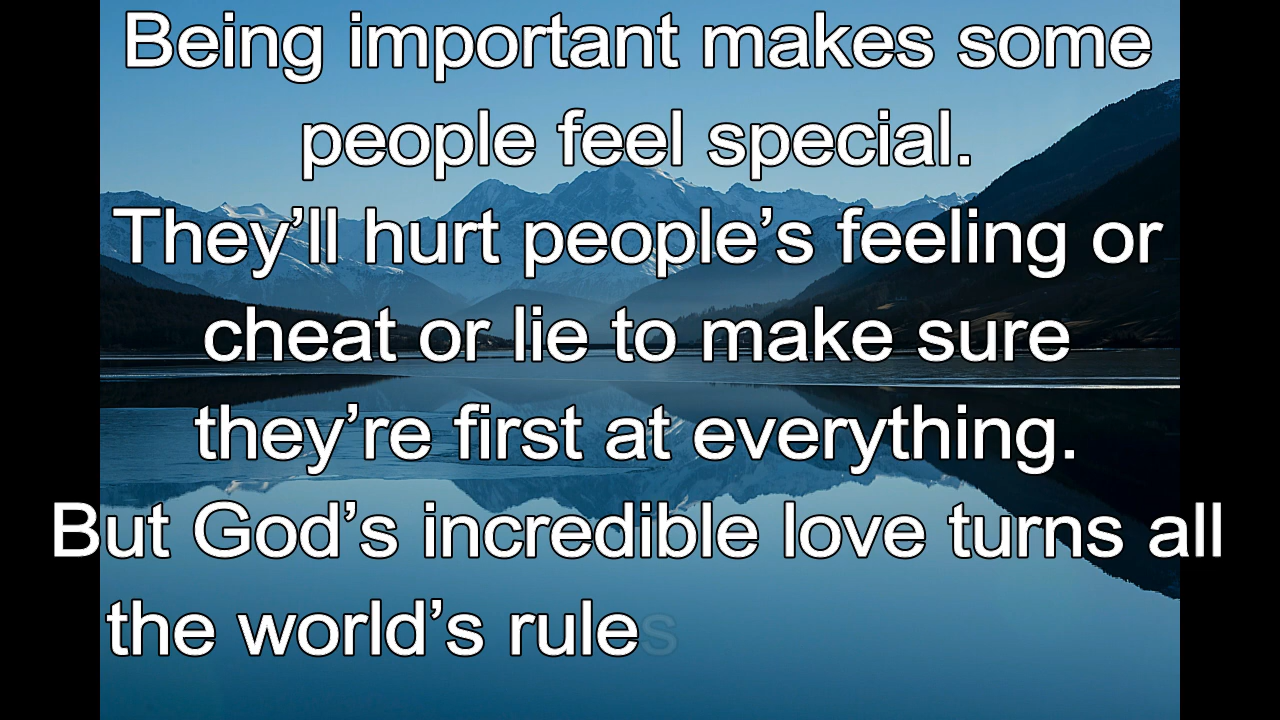 Being important makes some
people feel special.
They’ll hurt people’s feeling or
cheat or lie to make sure
they’re first at everything.
But God’s incredible love turns all
the world’s rules